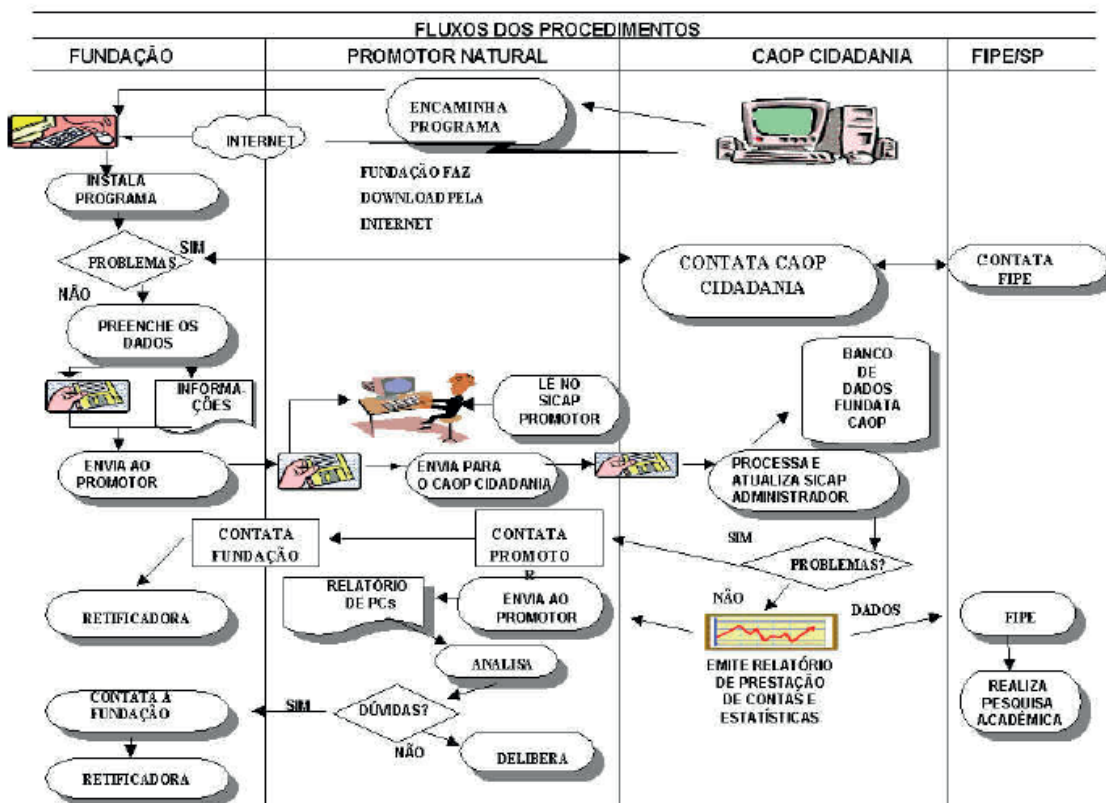 FLUXOS DOS PROCEDIMENTOS
FUNDAÇÃO
PROMOTOR NATURAL
CAOP CIDADANIA
FIPE/SP
ENCAMINHA
PROGRAMA
INTERNET
FUNDAÇÃO FAZ
DOWNLOAD PELA
INTERNET
INSTALA
PROGRAMA
PROBLEMAS
SIM
NÃO
CONTATA CAOP
CIDADANIA
CONTATA
FIPE
PREENCHE OS
DADOS
INFORMA-
ÇÕES
LE NO
SICAP
PROMOTOR
BANCO
DE
DADOS
FUNDATA
CAOP
ENVIA AO
PROMOTOR
ENVIA PARA
O CAOP CIDADANIA
PROCESSA E
ATUALIZA SICAP
ADMINISTRADOR
CONTATA
FUNDAÇÃO
CONTATA
PROMOTO
R
SIM
PROBLEMAS?
NÃO
DADOS
RETIFICADORA
RELATÓRIO
DE PCs
ENVIA AO
PROMOTOR
FIPE
EMITE RELATÓRIO
DE PRESTAÇÃO
DE CONTAS E
ESTATÍSTICAS
REALIZA
PESQUISA
ACADÊMICA
ANALISA
CONTATA A
FUNDAÇÃO
SIM
DÚVIDAS?
NÃO
DELIBERA
RETIFICADORA